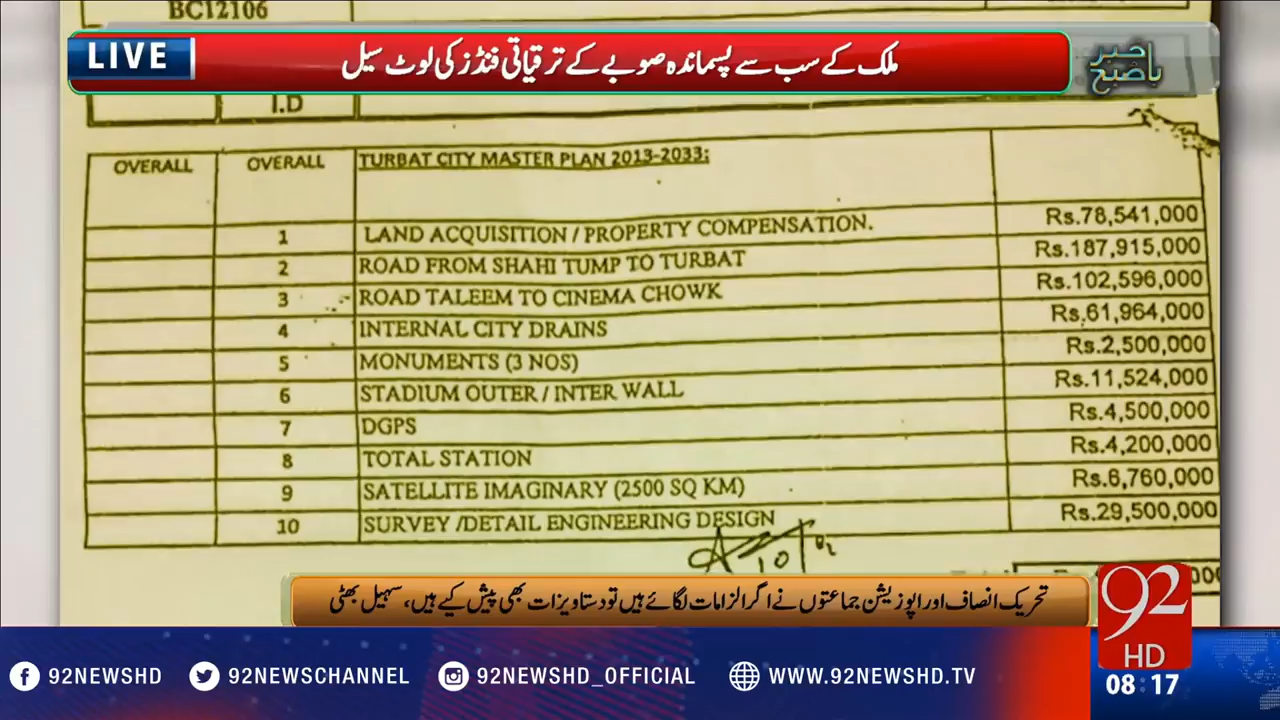 BC12106
LIVE
ملک کے سب سے پسماندہ صوبے کے ترقیاتی فنڈز کی لوٹ سیل
خبر
باصبح
I.D
OVERALL OVERALL TURBAT CITY MASTER PLAN 2013-2033:
1 LAND ACQUISITION / PROPERTY COMPENSATION. Rs.78,541,000
2 ROAD FROM SHAHI TUMP TO TURBAT Rs.187,915,000
3 ROAD TALEEM TO CINEMA CHOWK Rs.102,596,000
4 INTERNAL CITY DRAINS Rs.61,964,000
5 MONUMENTS (3 NOS) Rs.2,500,000
6 STADIUM OUTER / INTER WALL Rs.11,524,000
7 DGPS Rs.4,500,000
8 TOTAL STATION Rs.4,200,000
9 SATELLITE IMAGINARY (2500 SQ KM) Rs.6,760,000
10 SURVEY /DETAIL ENGINEERING DESIGN Rs.29,500,000
تحریک انصاف اور اپوزیشن جماعتوں نے اگر الزامات لگائے ہیں تو دستاویزات بھی پیش کیے ہیں، سہیل بھٹی
92
HD
08:17
92NEWSHD 92NEWSCHANNEL 92NEWSHD_OFFICIAL WWW.92NEWSHD.TV